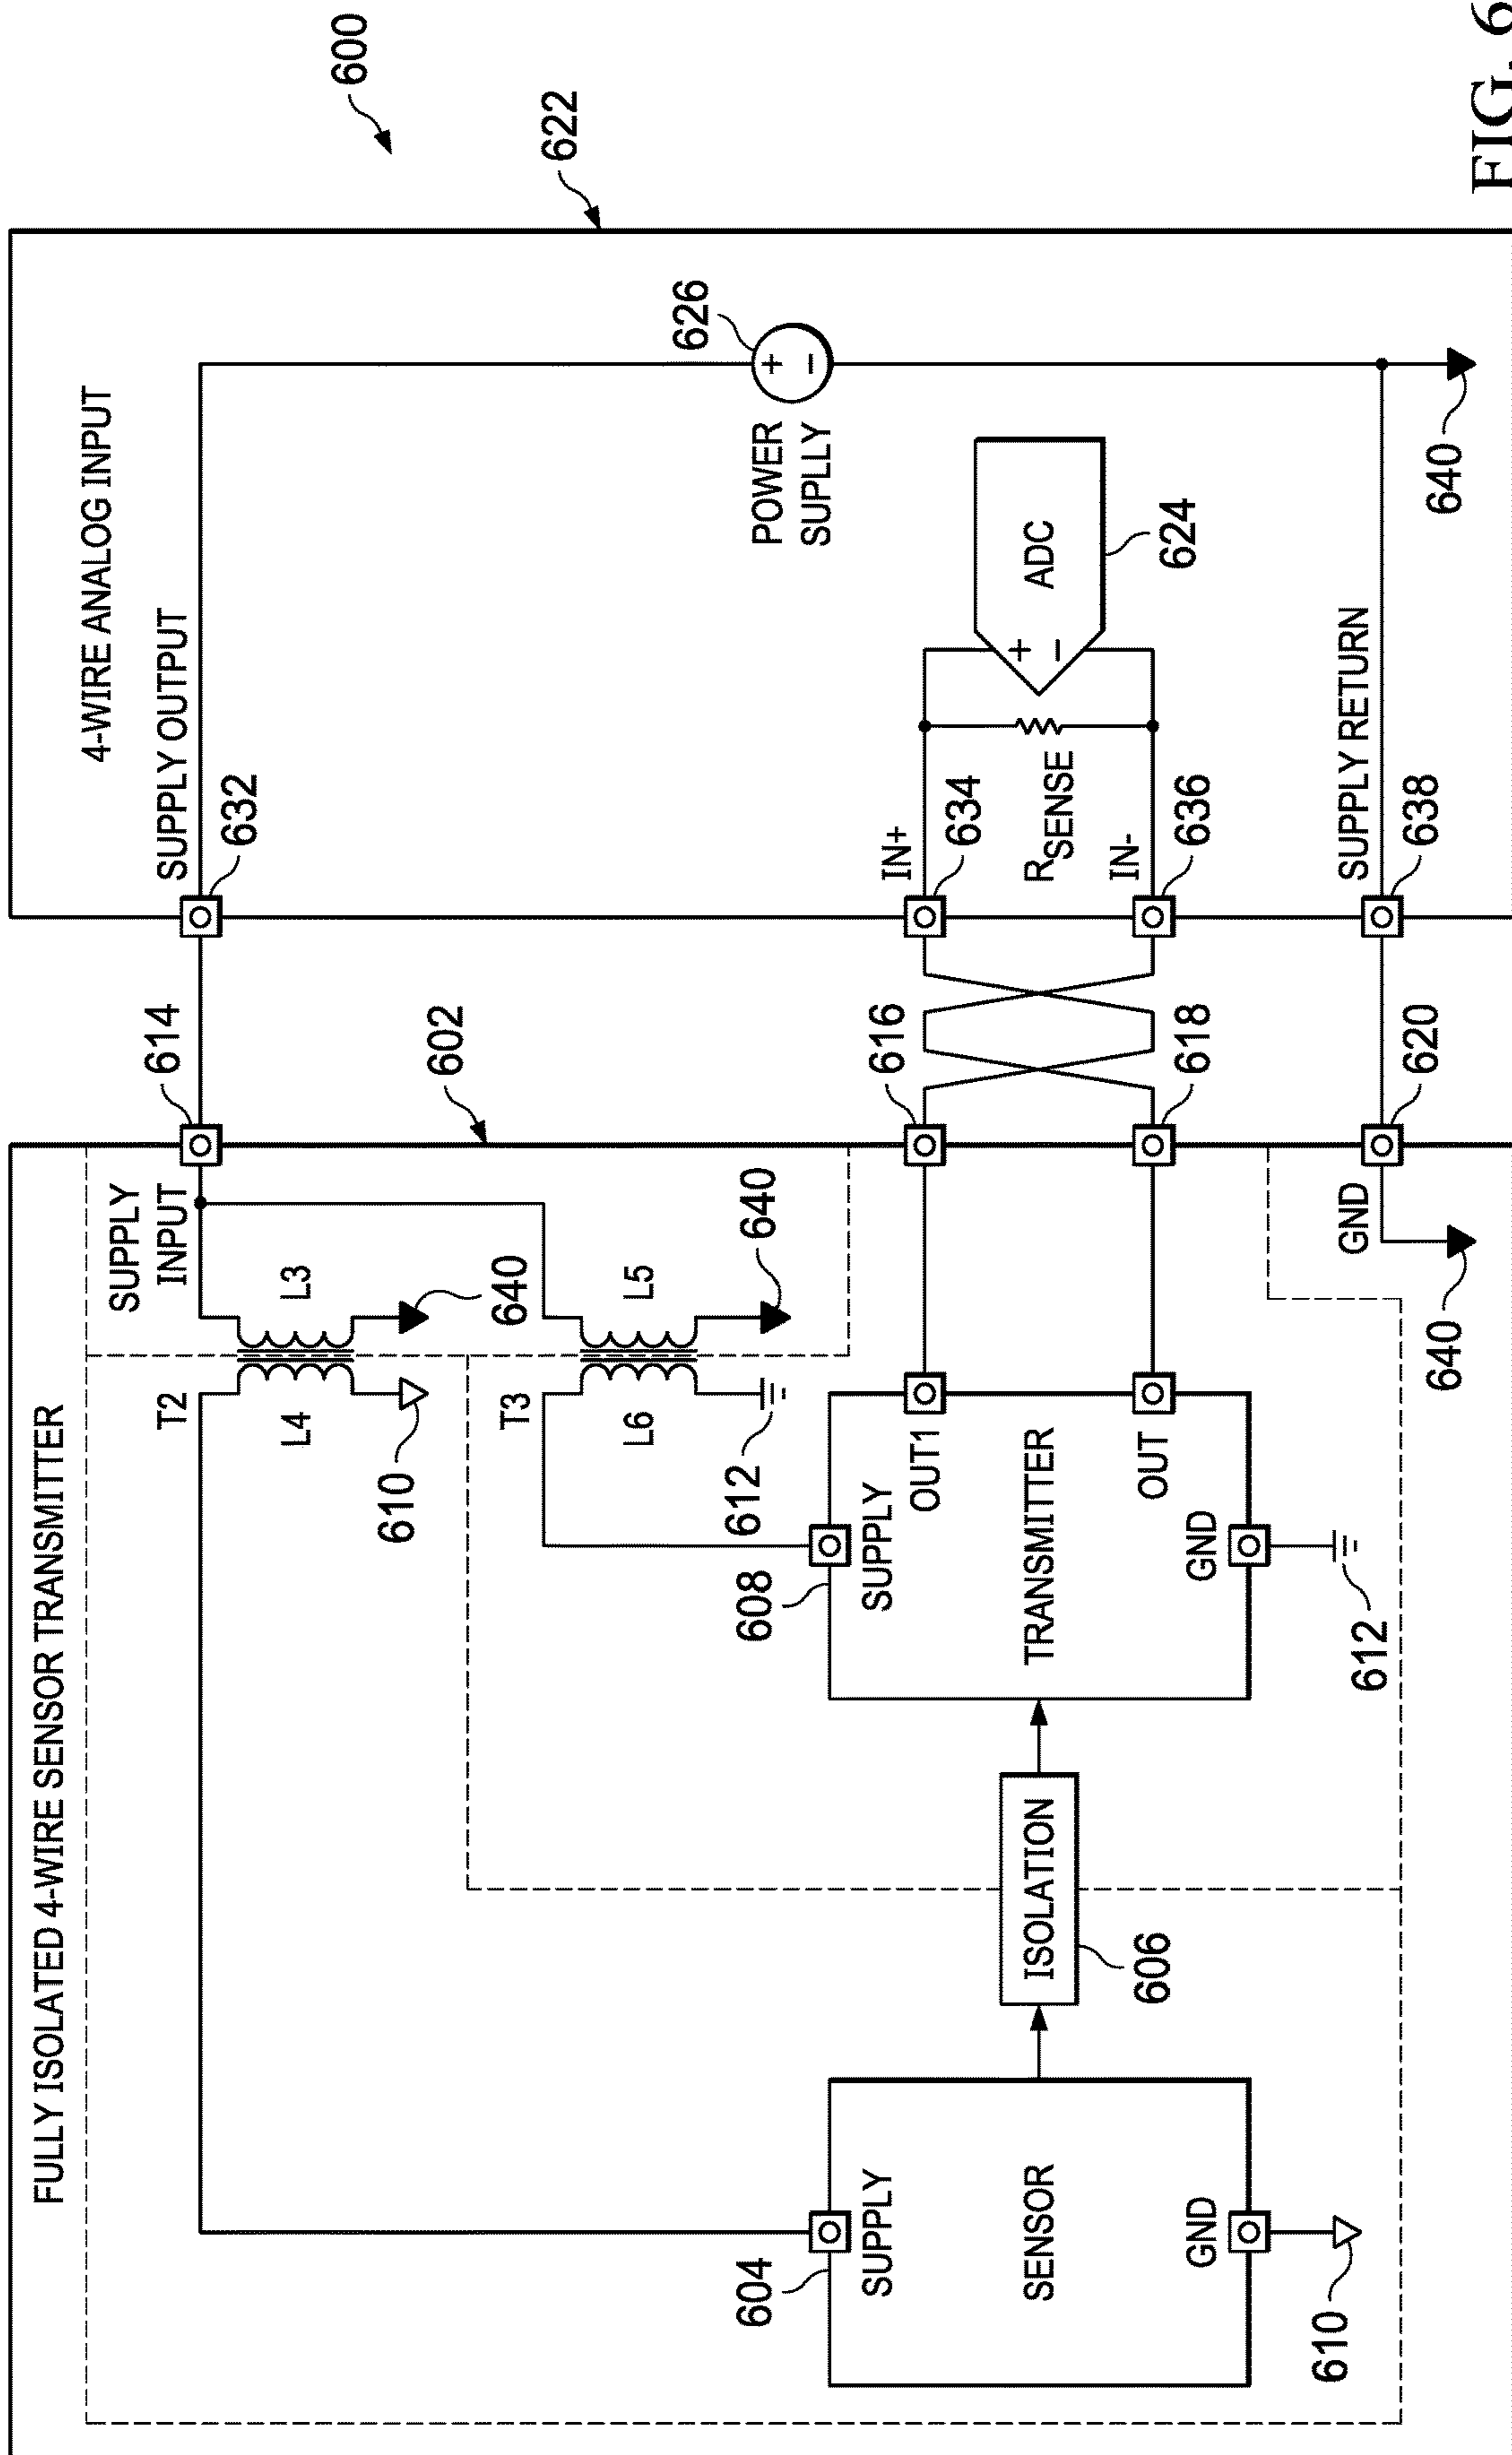 FULLY ISOLATED 4-WIRE SENSOR TRANSMITTER
T2
L4
610
SUPPLY
INPUT
L3
640
T3
L6
612
L5
640
614
602
604
SUPPLY
SENSOR
GND
610
ISOLATION
606
608
SUPPLY
OUT1
TRANSMITTER
OUT
GND
612
616
618
GND
620
640
4-WIRE ANALOG INPUT
SUPPLY OUTPUT
632
IN+
634
RSENSE
IN-
636
+
-
ADC
624
POWER
SUPLLY
+
-
626
SUPPLY RETURN
638
640
622
600
FIG. 6